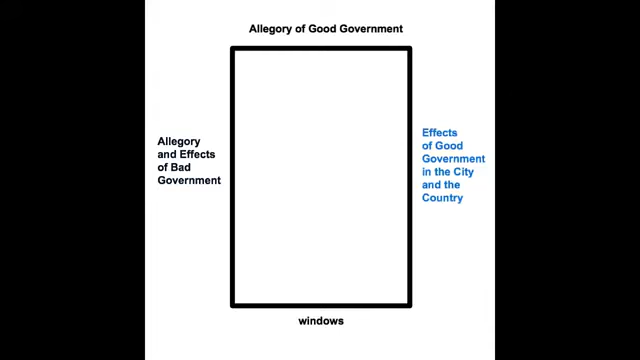 Allegory of Good Government
Allegory
and Effects
of Bad
Government
Effects
of Good
Government
in the City
and the
Country
windows